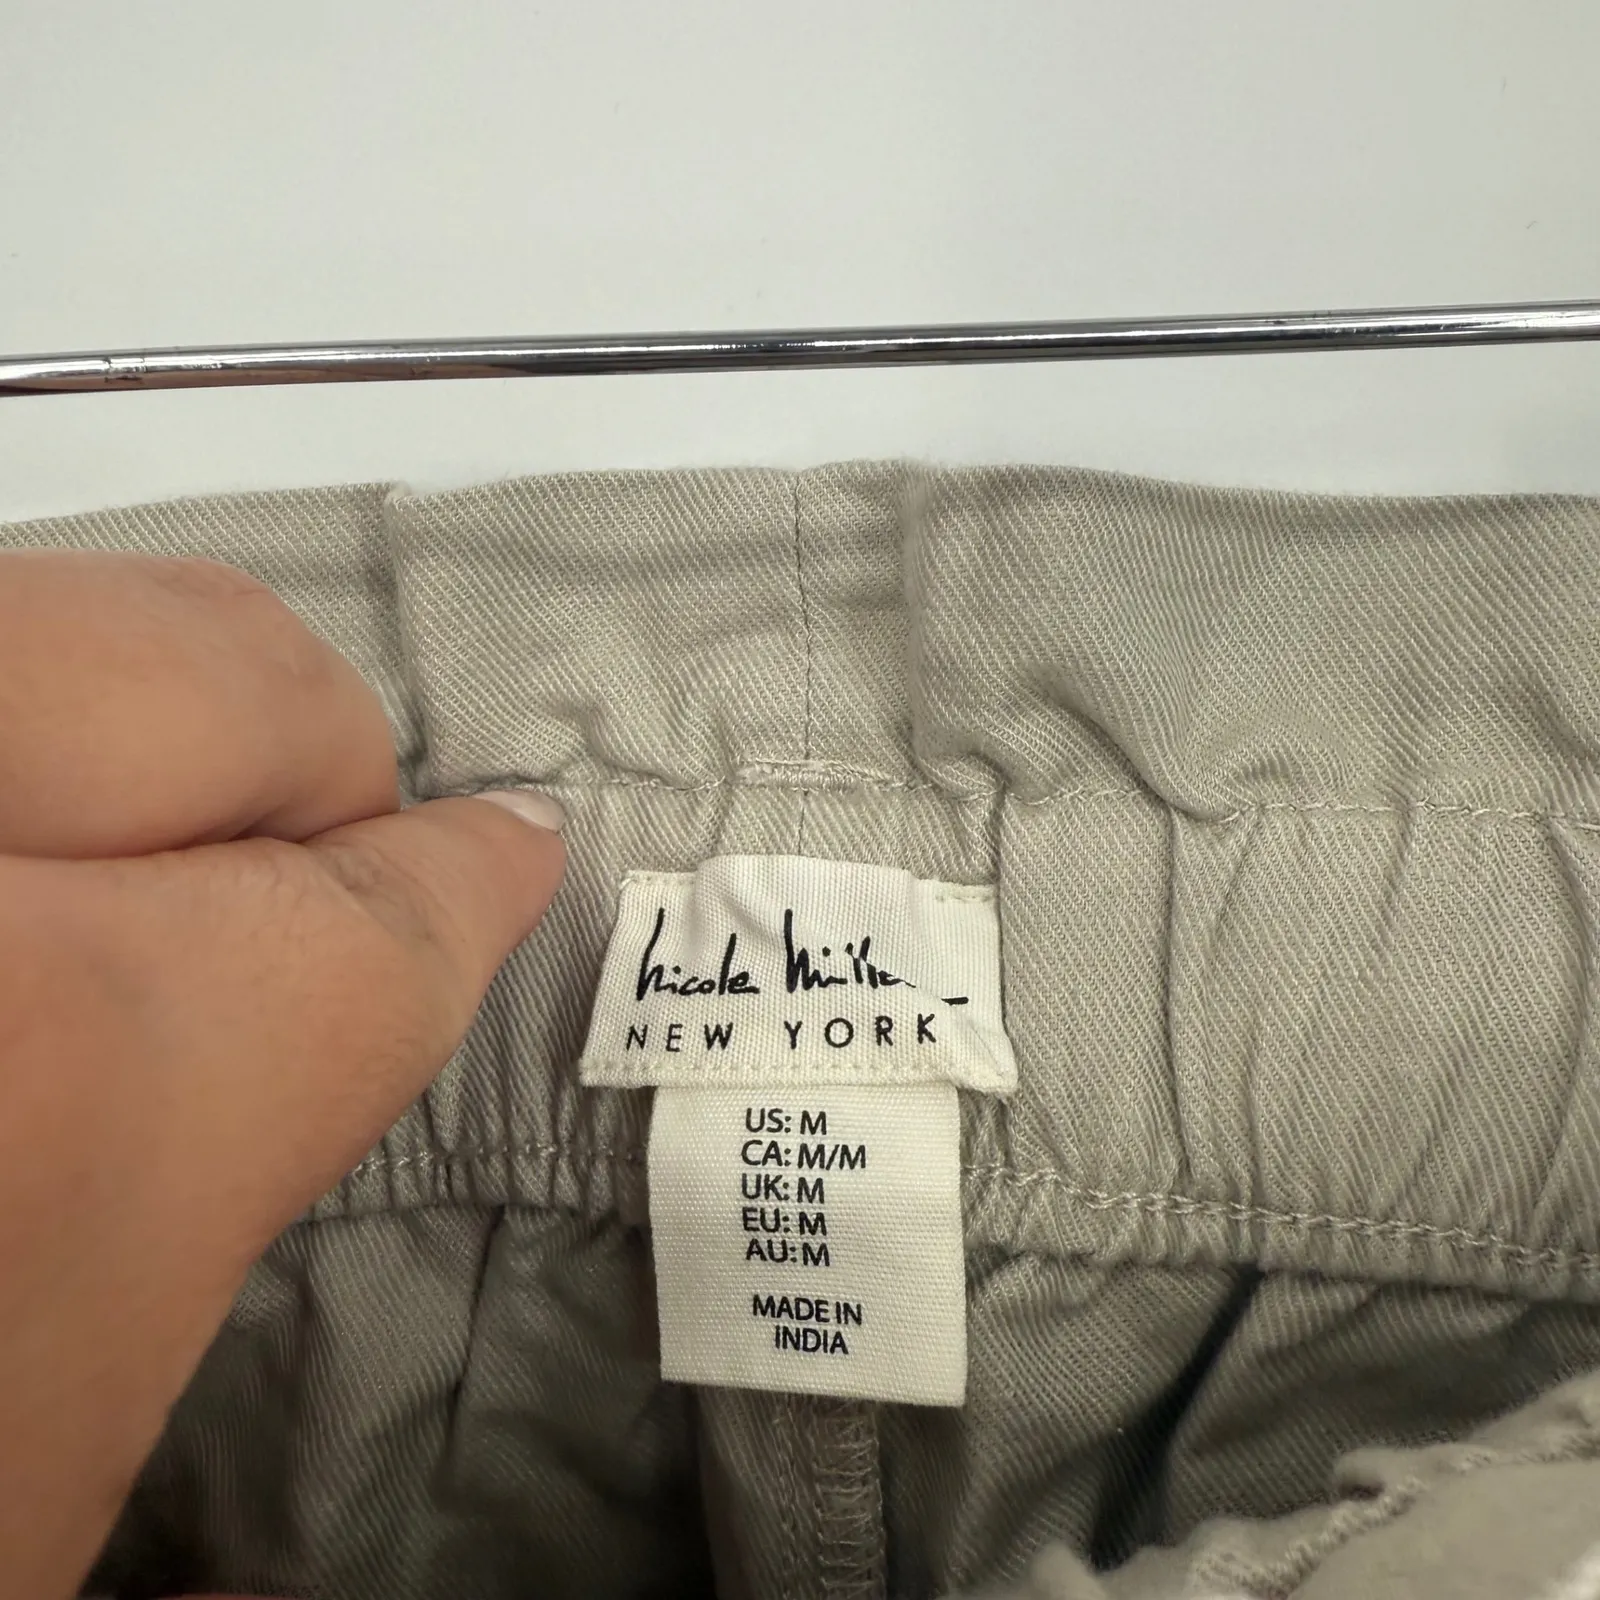 Nicole Miller
NEW YORK
US: M
CA: M/M
UK: M
EU: M
AU: M
MADE IN
INDIA